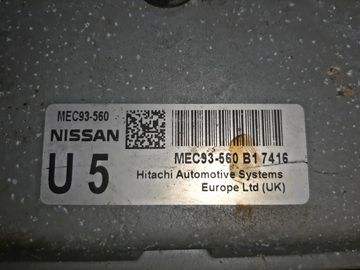 MEC93-560
NISSAN
U 5
MEC93-560 B1 7416
Hitachi Automotive Systems
Europe Ltd (UK)